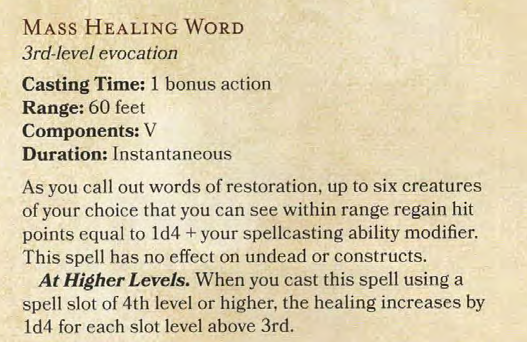 MASS HEALING WORD
3rd-level evocation
Casting Time: 1 bonus action
Range: 60 feet
Components: V
Duration: Instantaneous
As you call out words of restoration, up to six creatures
of your choice that you can see within range regain hit
points equal to 1d4 + your spellcasting ability modifier.
This spell has no effect on undead or constructs.
At Higher Levels. When you cast this spell using a
spell slot of 4th level or higher, the healing increases by
1d4 for each slot level above 3rd.